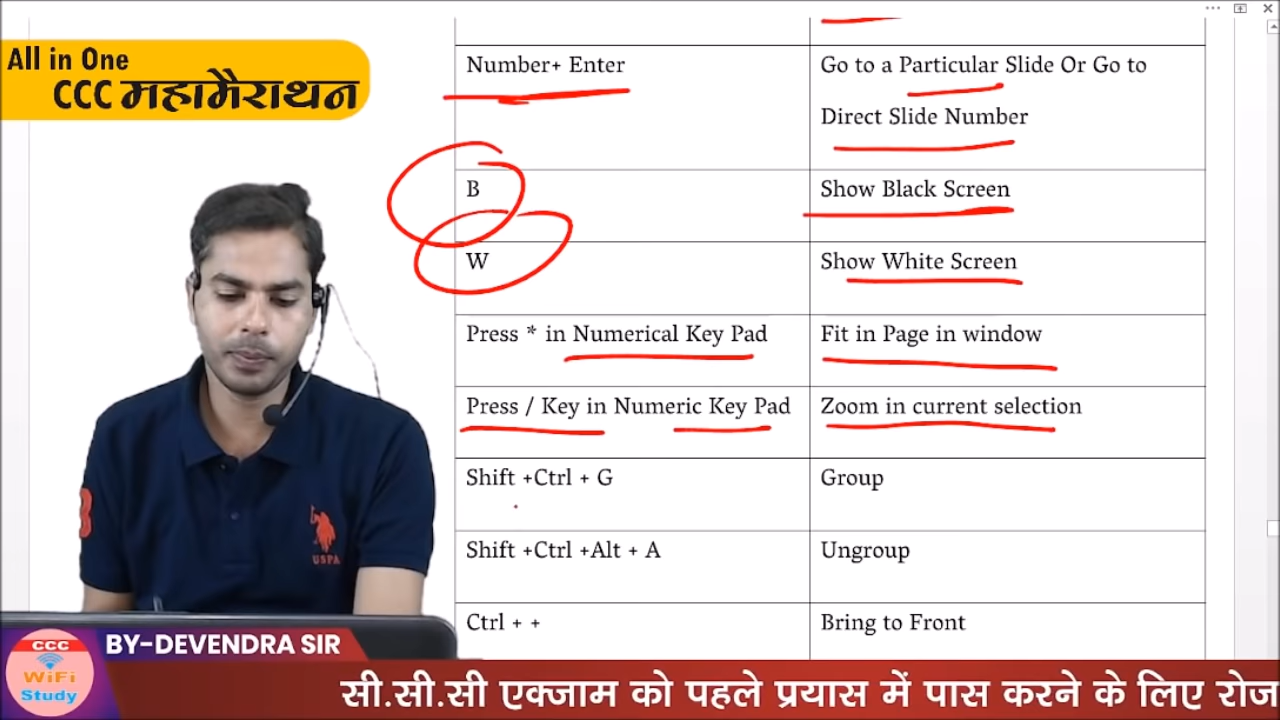 All in One
CCC महामैराथन
Number+ Enter
Go to a Particular Slide Or Go to
Direct Slide Number
B
Show Black Screen
W
Show White Screen
Press * in Numerical Key Pad
Fit in Page in window
Press / Key in Numeric Key Pad
Zoom in current selection
Shift +Ctrl + G
Group
Shift +Ctrl +Alt + A
Ungroup
Ctrl + +
Bring to Front
USPA
3
CCC
WiFi
Study
BY-DEVENDRA SIR
सी.सी.सी एक्जाम को पहले प्रयास में पास करने के लिए रोज